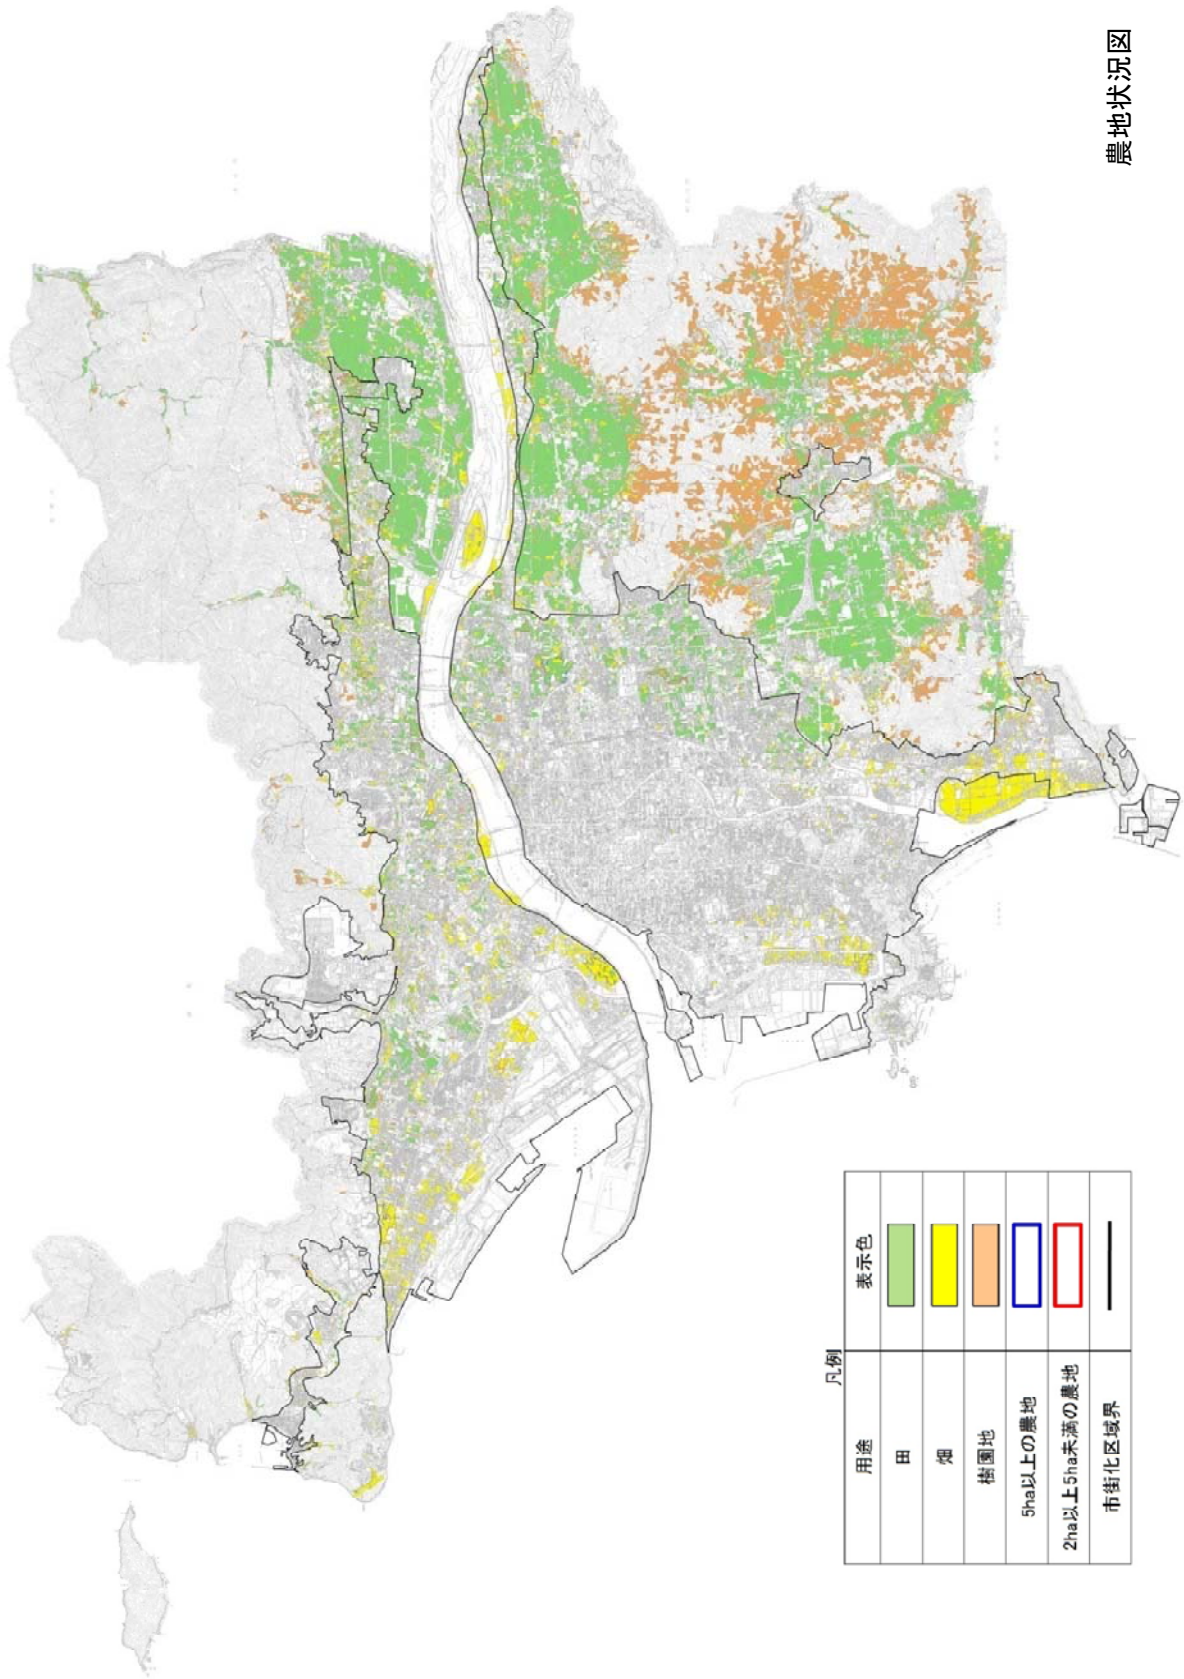 農地状況図
凡例
用途 表示色
田
畑
樹園地
5ha以上の農地
2ha以上5ha未満の農地
市街化区域界